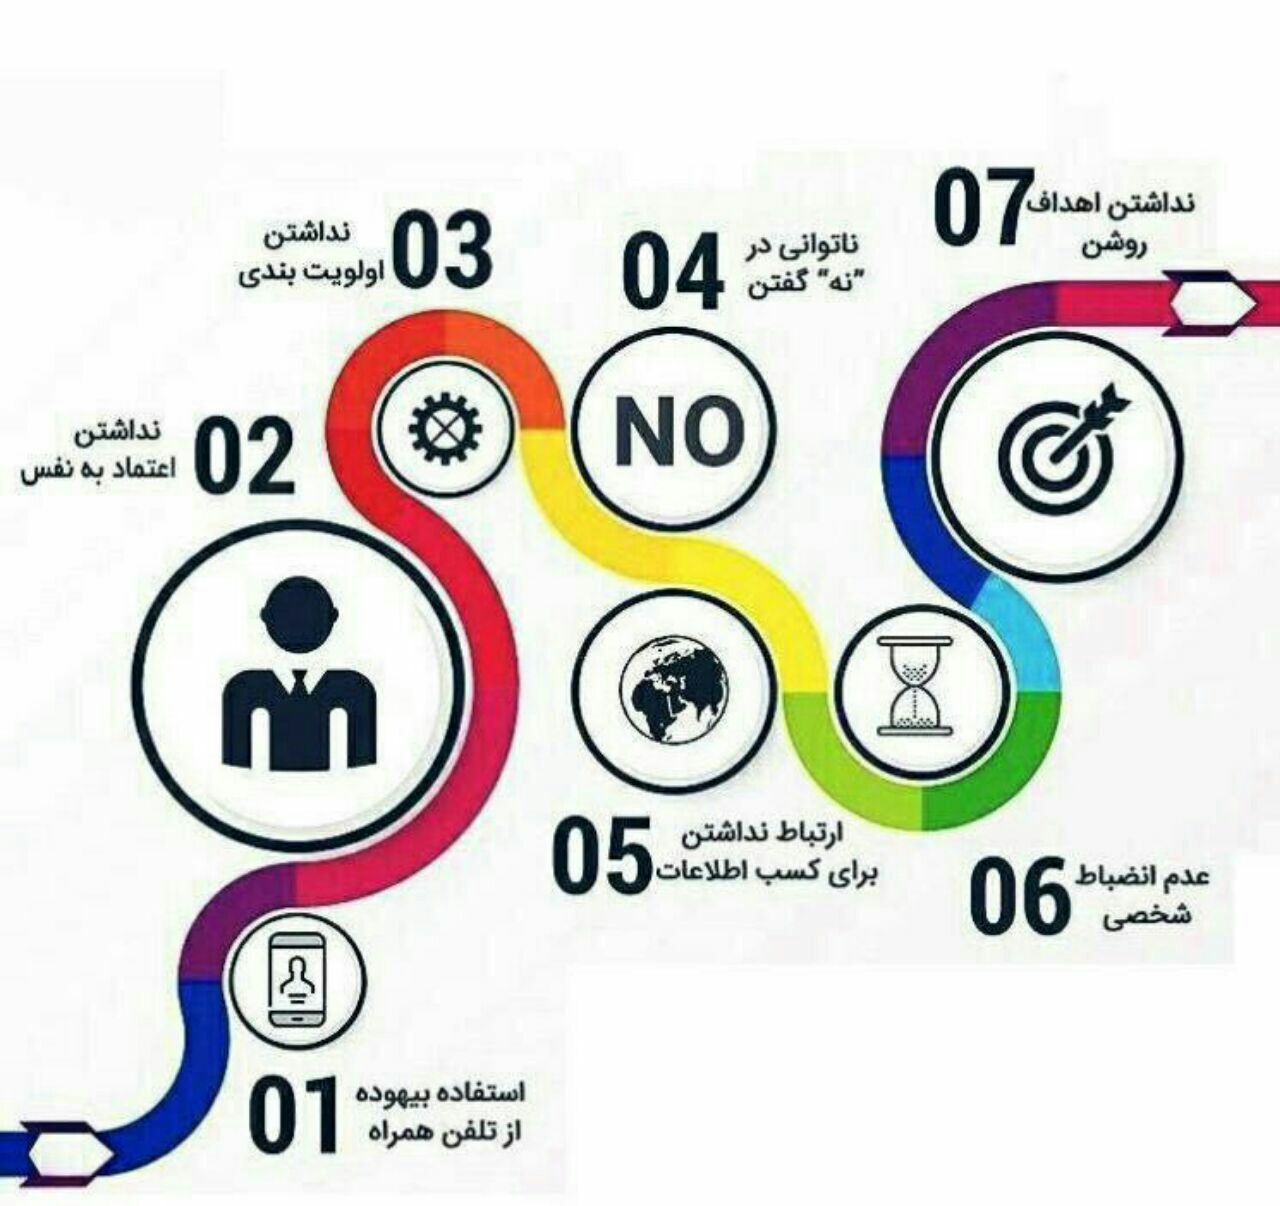 01
استفاده بیهوده
از تلفن همراه
02
نداشتن
اعتماد به نفس
03
نداشتن
اولویت بندی
04
ناتوانی در
”نه“ گفتن
NO
05
ارتباط نداشتن
برای کسب اطلاعات
06
عدم انضباط
شخصی
07
نداشتن اهداف
روشن